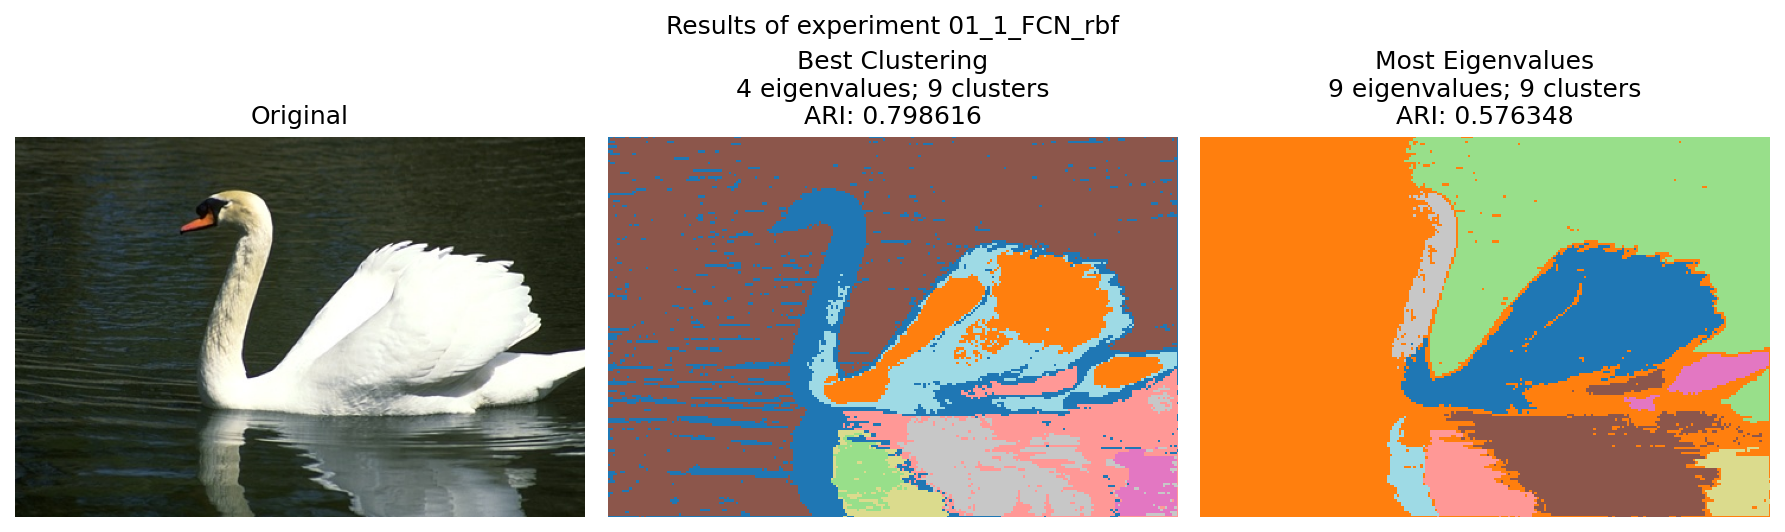 Results of experiment 01_1_FCN_rbf
Original
Best Clustering
4 eigenvalues; 9 clusters
ARI: 0.798616
Most Eigenvalues
9 eigenvalues; 9 clusters
ARI: 0.576348